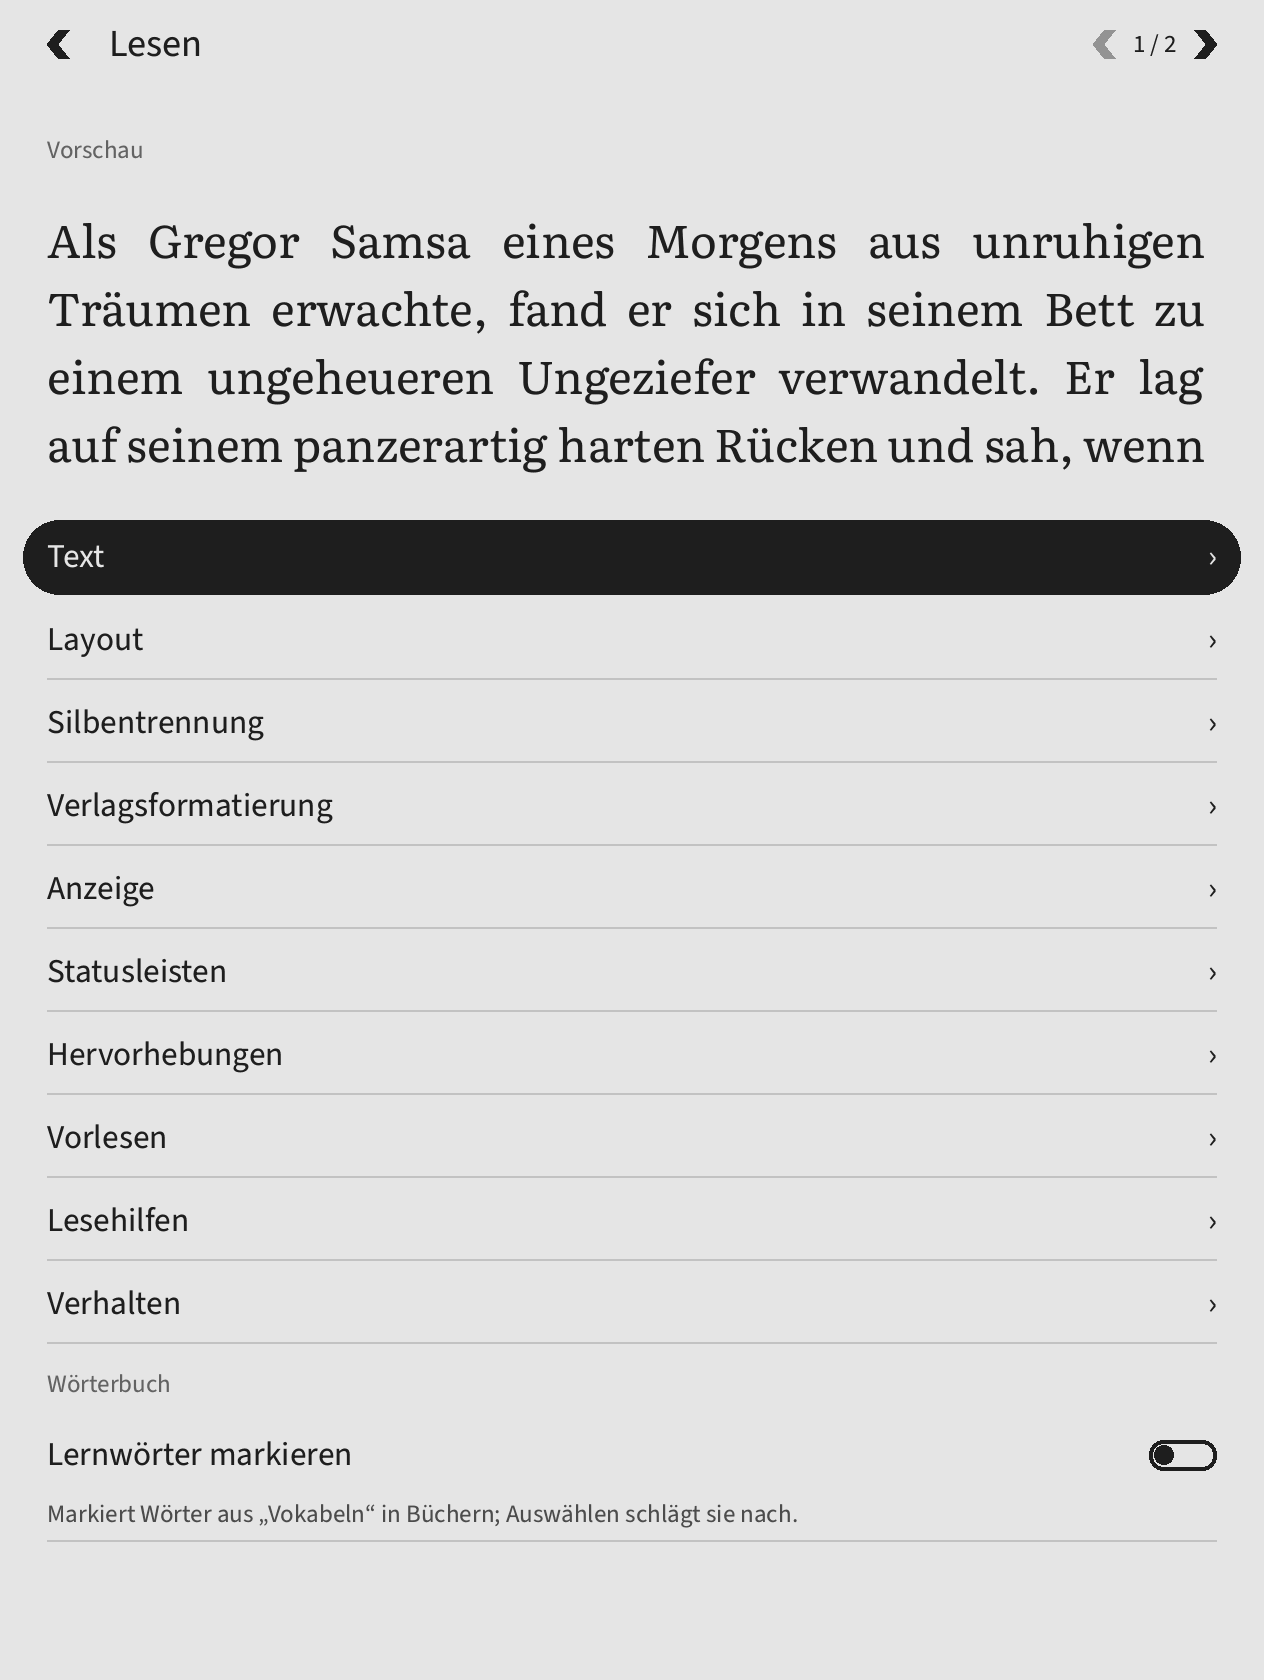 Lesen
1 / 2
Vorschau
Als Gregor Samsa eines Morgens aus unruhigen
Träumen erwachte, fand er sich in seinem Bett zu
einem ungeheueren Ungeziefer verwandelt. Er lag
auf seinem panzerartig harten Rücken und sah, wenn
Text
Layout
Silbentrennung
Verlagsformatierung
Anzeige
Statusleisten
Hervorhebungen
Vorlesen
Lesehilfen
Verhalten
Wörterbuch
Lernwörter markieren
Markiert Wörter aus „Vokabeln“ in Büchern; Auswählen schlägt sie nach.